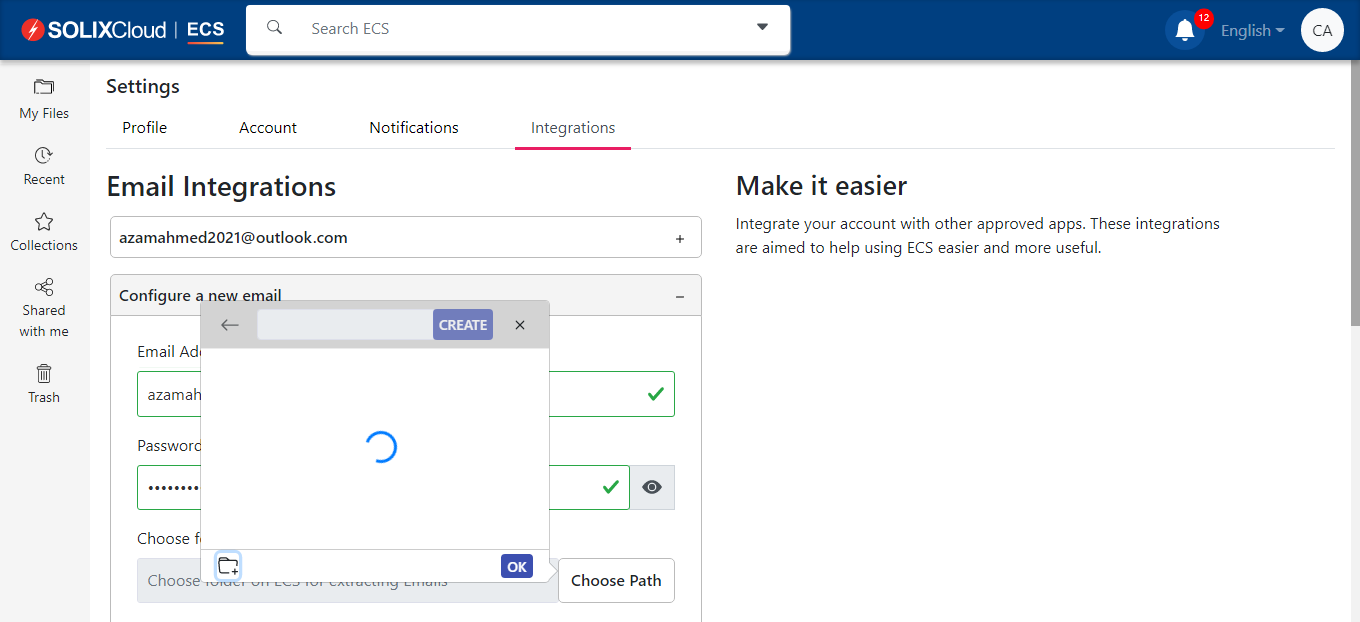 SOLIXCloud | ECS
Search ECS
12
English
CA
My Files
Recent
Collections
Shared
with me
Trash
Settings
Profile
Account
Notifications
Integrations
Email Integrations
azamahmed2021@outlook.com
+
Configure a new email
−
CREATE
×
Email Add
azamah
Password
••••••••
Choose fo
Choose folder on ECS for extracting Emails
OK
Choose Path
Make it easier
Integrate your account with other approved apps. These integrations
are aimed to help using ECS easier and more useful.